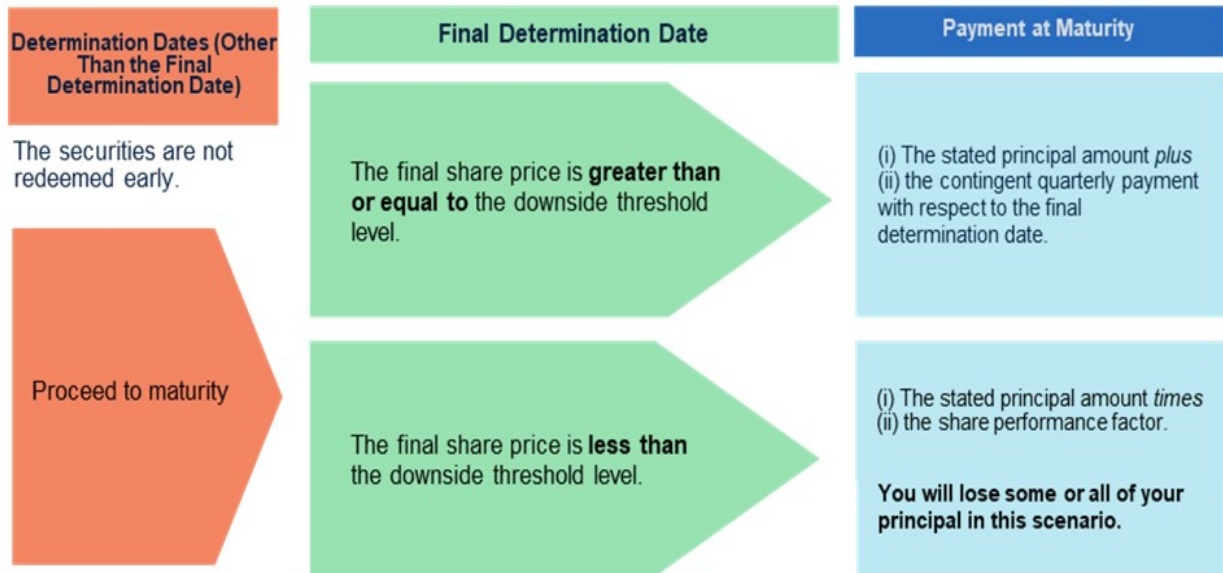 Determination Dates (Other
Than the Final
Determination Date)
The securities are not
redeemed early.
Proceed to maturity
Final Determination Date
The final share price is greater than
or equal to the downside threshold
level.
The final share price is less than
the downside threshold level.
Payment at Maturity
(i) The stated principal amount plus
(ii) the contingent quarterly payment
with respect to the final
determination date.
(i) The stated principal amount times
(ii) the share performance factor.
You will lose some or all of your
principal in this scenario.